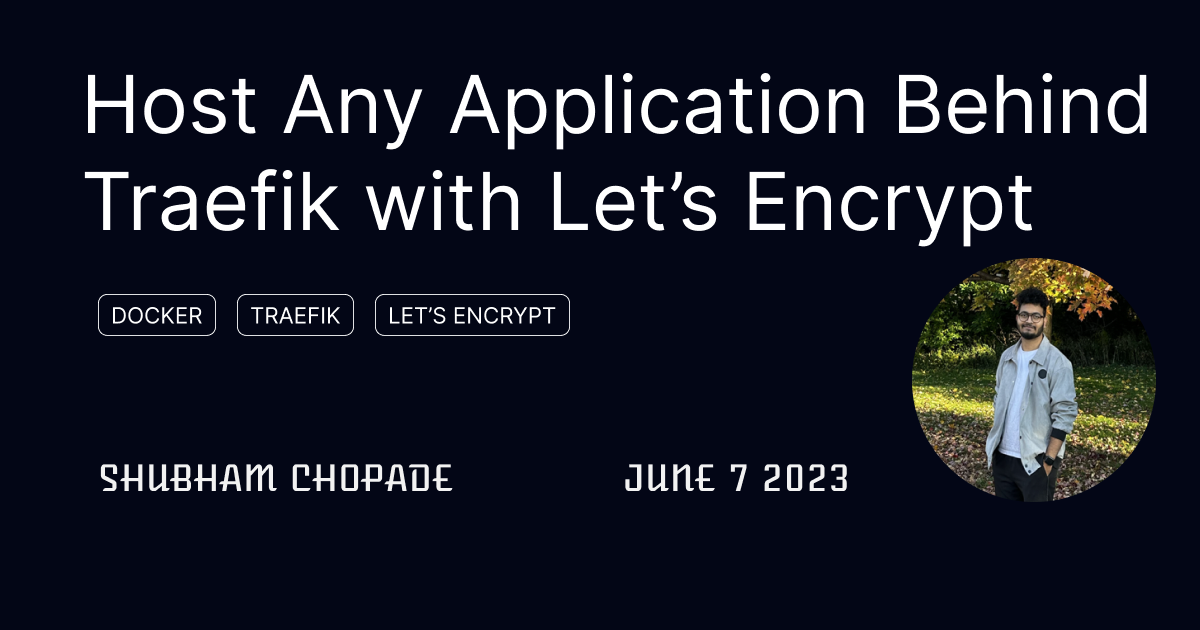 Host Any Application Behind
Traefik with Let’s Encrypt
DOCKER TRAEFIK LET’S ENCRYPT
SHUBHAM CHOPADE JUNE 7 2023